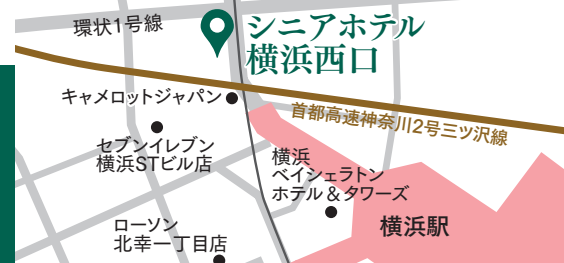 環状1号線
シニアホテル
横浜西口
キャメロットジャパン
首都高速神奈川2号三ツ沢線
セブンイレブン
横浜STビル店
横浜
ベイシェラトン
ホテル&タワーズ
横浜駅
ローソン
北幸一丁目店